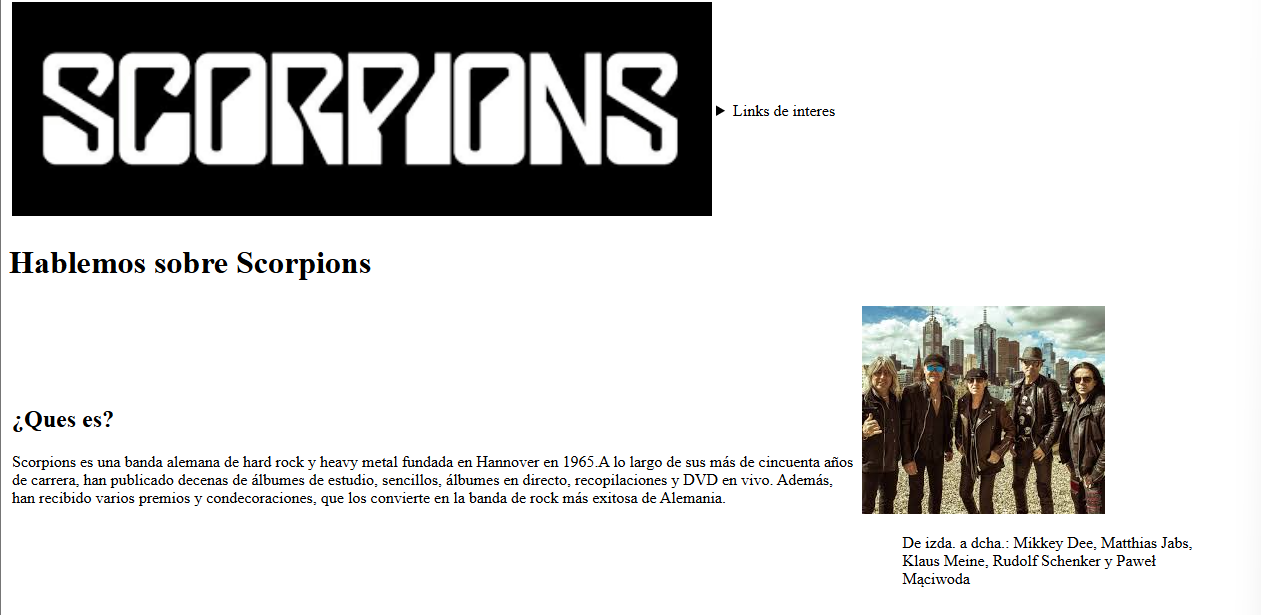 SCORPIONS
Links de interes
Hablemos sobre Scorpions
¿Ques es?
Scorpions es una banda alemana de hard rock y heavy metal fundada en Hannover en 1965.A lo largo de sus más de cincuenta años
de carrera, han publicado decenas de álbumes de estudio, sencillos, álbumes en directo, recopilaciones y DVD en vivo. Además,
han recibido varios premios y condecoraciones, que los convierte en la banda de rock más exitosa de Alemania.
De izda. a dcha.: Mikkey Dee, Matthias Jabs,
Klaus Meine, Rudolf Schenker y Paweł
Mąciwoda